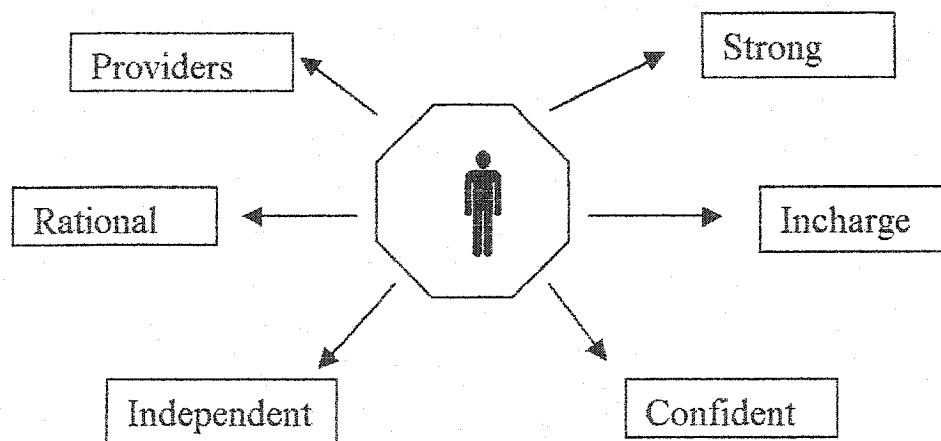 Providers
Strong
Rational
Incharge
Independent
Confident